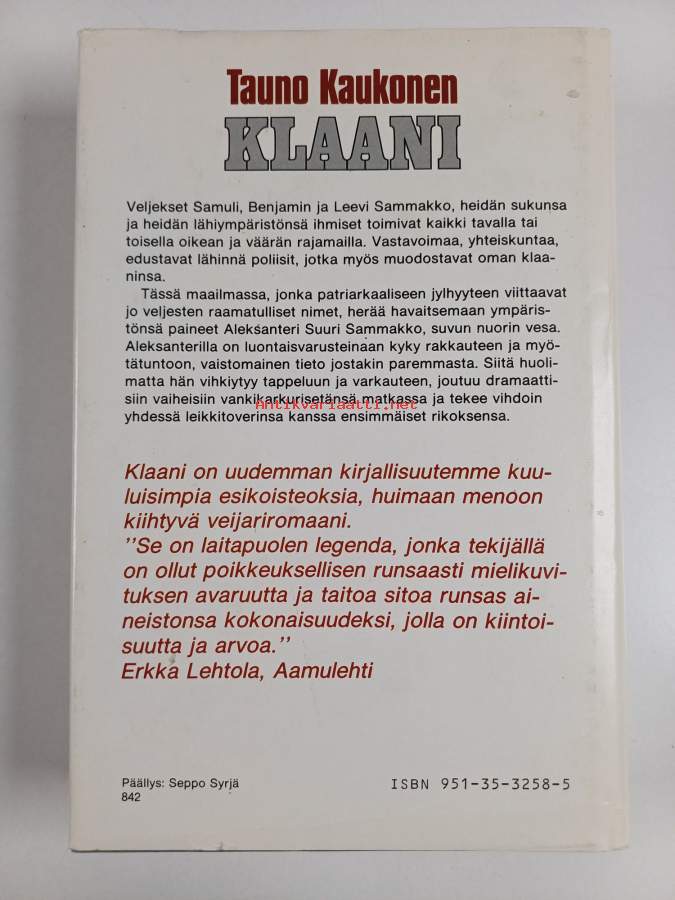 Tauno Kaukonen
KLAANI
Veljekset Samuli, Benjamin ja Leevi Sammakko, heidän sukunsa
ja heidän lähiympäristönsä ihmiset toimivat kaikki tavalla tai
toisella oikean ja väärän rajamailla. Vastavoimaa, yhteiskuntaa,
edustavat lähinnä poliisit, jotka myös muodostavat oman klaa-
ninsa.
Tässä maailmassa, jonka patriarkaaliseen jylhyyteen viittaavat
jo veljesten raamatulliset nimet, herää havaitsemaan ympäris-
tönsä paineet Aleksanteri Suuri Sammakko, suvun nuorin vesa.
Aleksanterilla on luontaisvarusteinaan kyky rakkauteen ja myö-
tätuntoon, vaistomainen tieto jostakin paremmasta. Siitä huoli-
matta hän vihkiytyy tappeluun ja varkauteen, joutuu dramaatti-
siin vaiheisiin vankikarkurisetänsä matkassa ja tekee vihdoin
Antikvariaatti.net
yhdessä leikkitoverinsa kanssa ensimmäiset rikoksensa.
Klaani on uudemman kirjallisuutemme kuu-
luisimpia esikoisteoksia, huimaan menoon
kiihtyvä veijariromaani.
''Se on laitapuolen legenda, jonka tekijällä
on ollut poikkeuksellisen runsaasti mielikuvi-
tuksen avaruutta ja taitoa sitoa runsas ai-
neistonsa kokonaisuudeksi, jolla on kiintoi-
suutta ja arvoa.''
Erkka Lehtola, Aamulehti
Päällys: Seppo Syrjä
842
ISBN 951-35-3258-5